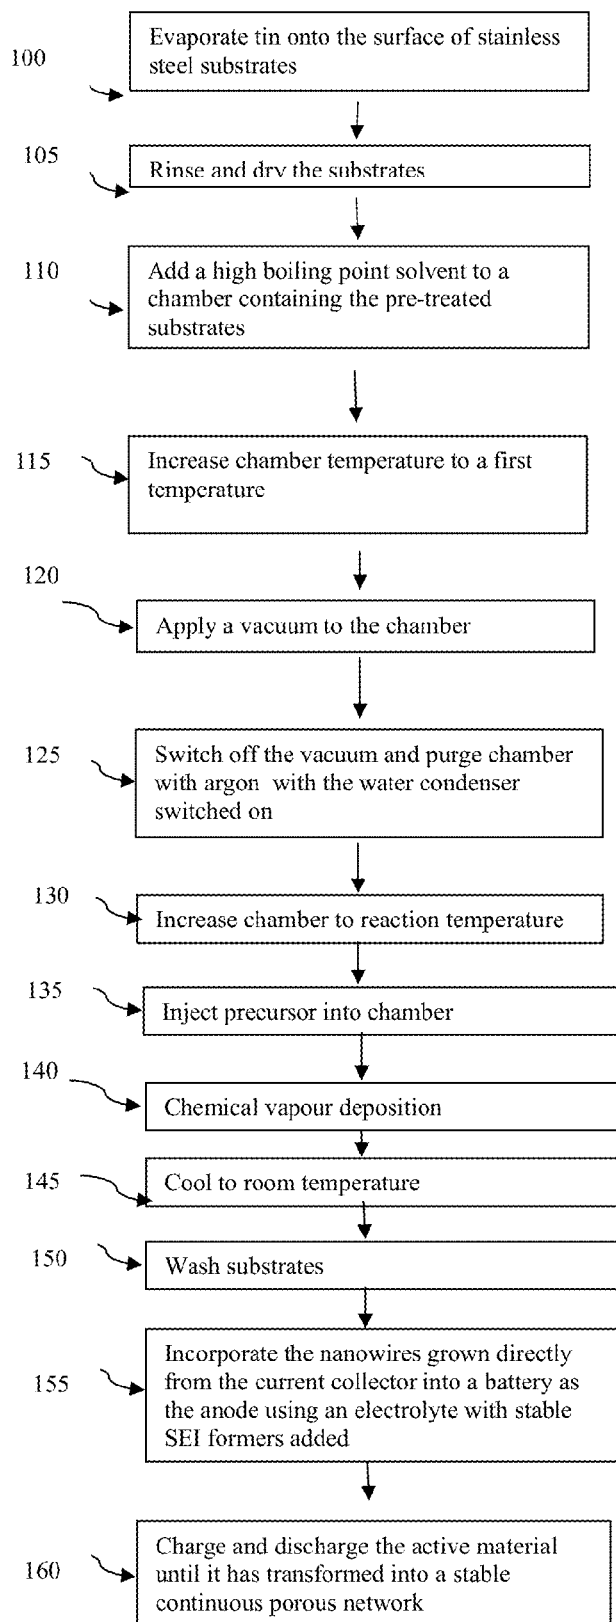 100
Evaporate tin onto the surface of stainless
steel substrates
105
Rinse and dry the substrates
110
Add a high boiling point solvent to a
chamber containing the pre-treated
substrates
115
Increase chamber temperature to a first
temperature
120
Apply a vacuum to the chamber
125
Switch off the vacuum and purge chamber
with argon with the water condenser
switched on
130
Increase chamber to reaction temperature
135
Inject precursor into chamber
140
Chemical vapour deposition
145
Cool to room temperature
150
Wash substrates
155
Incorporate the nanowires grown directly
from the current collector into a battery as
the anode using an electrolyte with stable
SEI formers added
160
Charge and discharge the active material
until it has transformed into a stable
continuous porous network